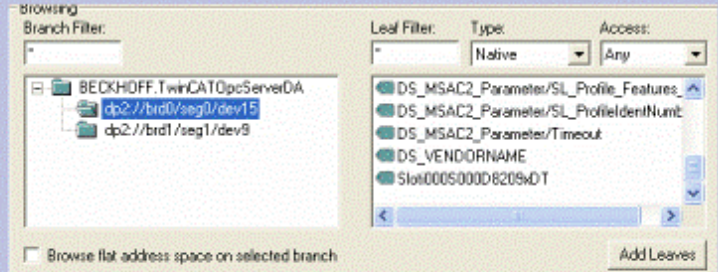 Browsing
Branch Filter:
*
Leaf Filter: Type: Access:
* Native Any
BECKHOFF.TwinCATOpcServerDA
dp2://brd0/seg0/dev15
dp2://brd1/seg1/dev9
DS_MSAC2_Parameter/SL_Profile_Features_
DS_MSAC2_Parameter/SL_ProfileIdentNumb
DS_MSAC2_Parameter/Timeout
DS_VENDORNAME
Browse flat address space on selected branch
Add Leaves